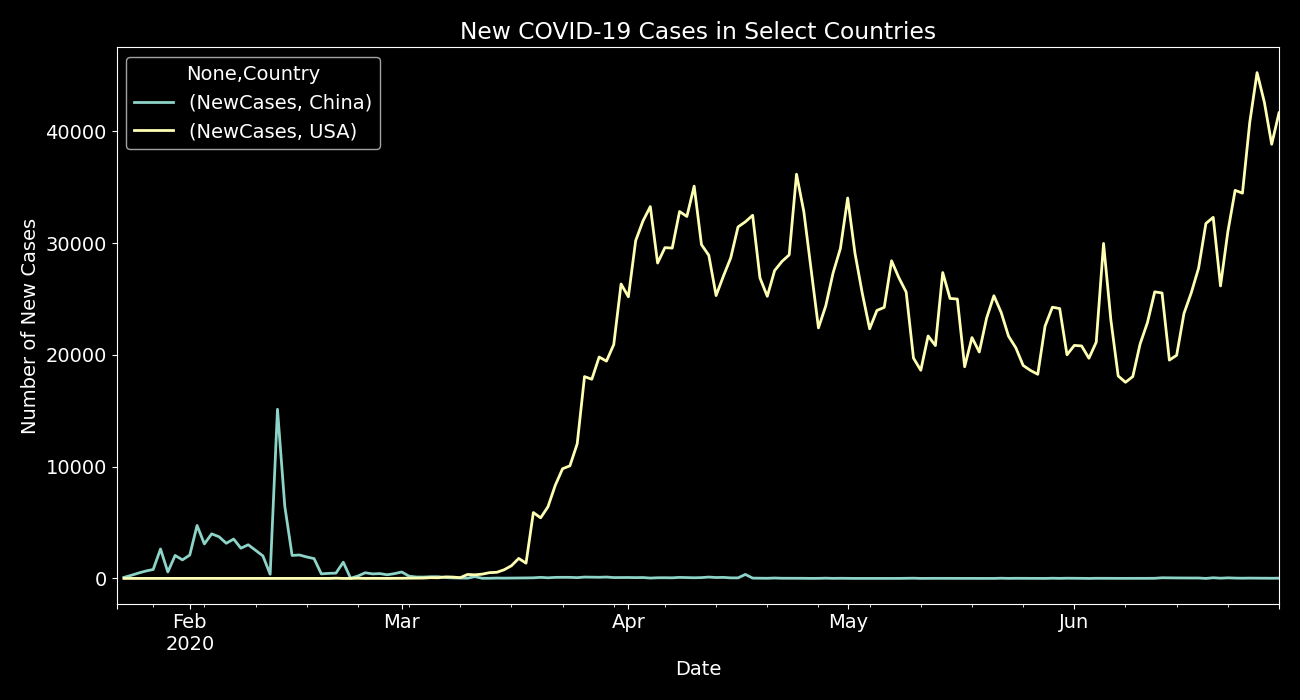 New COVID-19 Cases in Select Countries
None,Country
(NewCases, China)
(NewCases, USA)
Number of New Cases
40000
30000
20000
10000
0
Feb
2020
Mar
Apr
May
Jun
Date